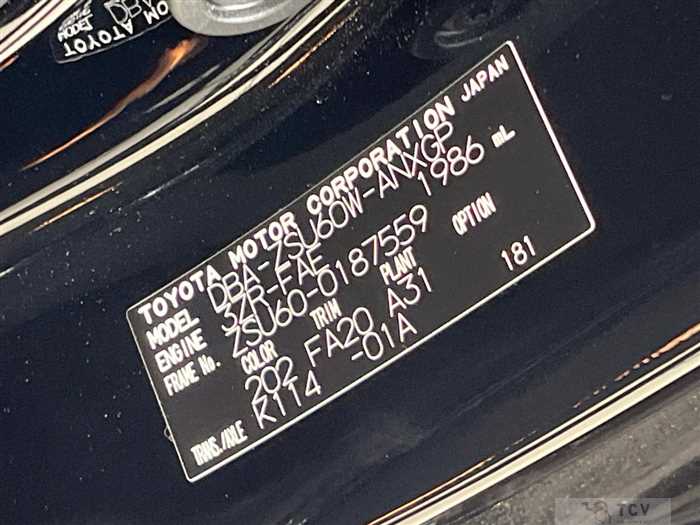 TOYOTA MOTOR CORPORATION JAPAN
MODEL DBA-ZSU60W-ANXGP
ENGINE 3ZR-FAE 1986 mL
FRAME No. ZSU60-0187559
COLOR TRIM PLANT OPTION
202 FA20 A31 181
TRANS./AXLE K114 -01A
TCV